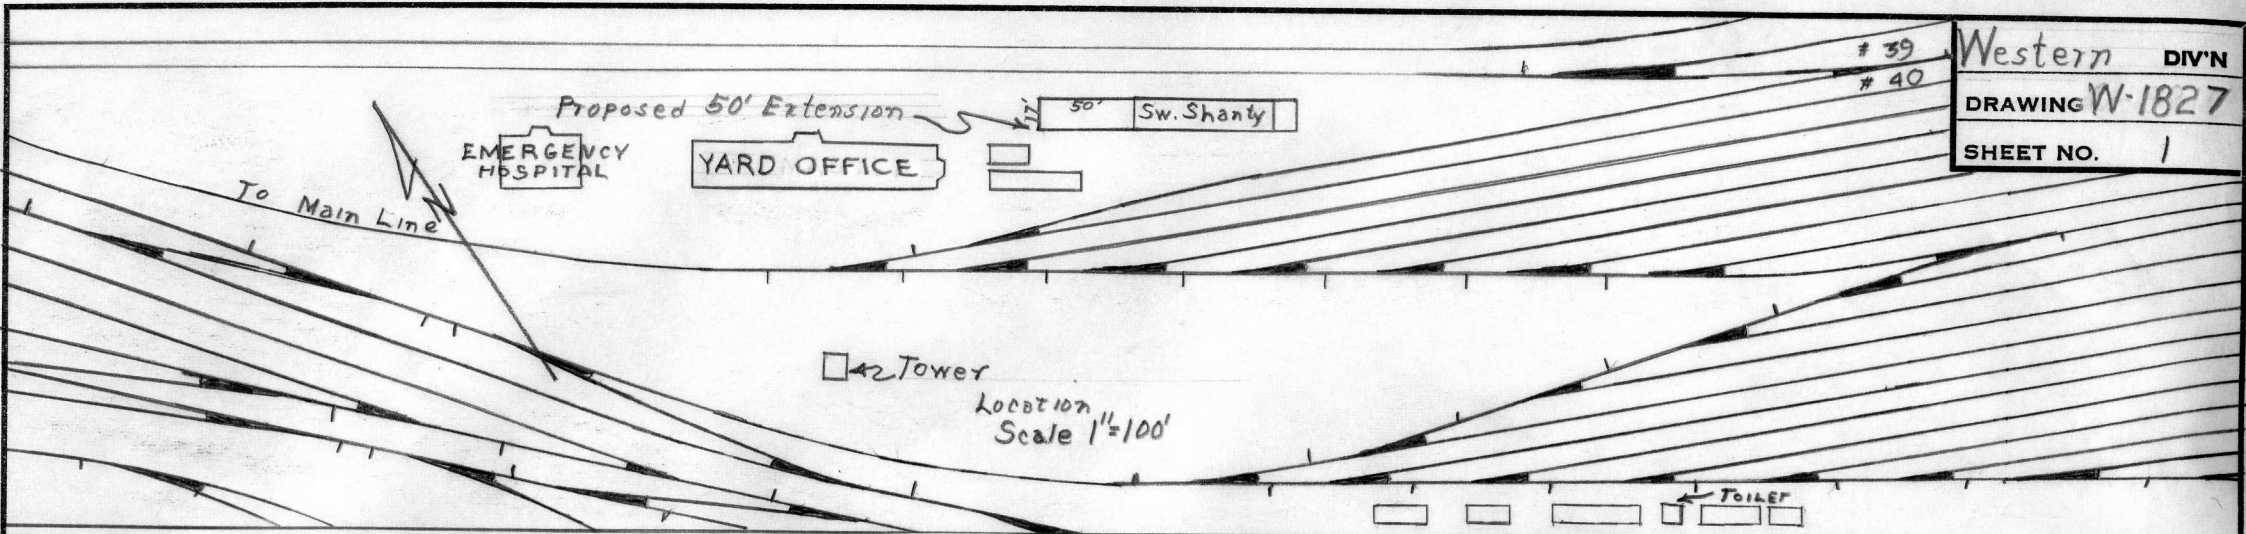 # 39
# 40
Western DIV'N
DRAWING W-1827
SHEET NO. 1
Proposed 50' Extension
17'
50'
Sw. Shanty
EMERGENCY
HOSPITAL
YARD OFFICE
To Main Line
Tower
Location
Scale 1"=100'
TOILET